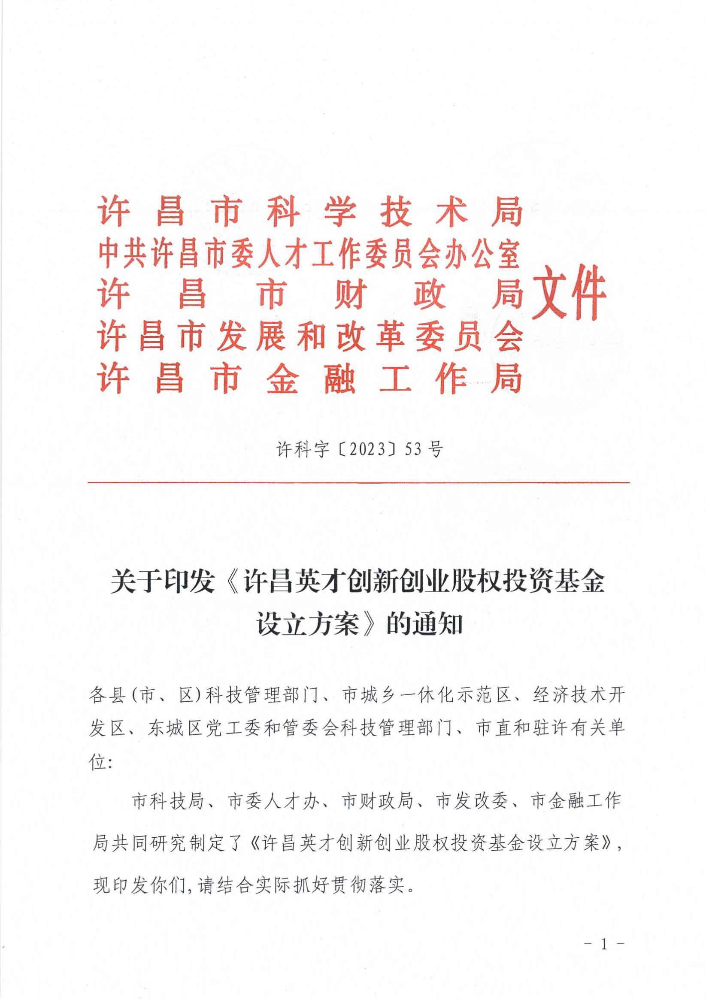 许昌市科学技术局
中共许昌市委人才工作委员会办公室
许昌市财政局
许昌市发展和改革委员会
许昌市金融工作局
文件
许科字〔2023〕53号
关于印发《许昌英才创新创业股权投资基金
设立方案》的通知
各县(市、区)科技管理部门、市城乡一休化示范区、经济技术开
发区、东城区党工委和管委会科技管理部门、市直和驻许有关单
位:
市科技局、市委人才办、市财政局、市发改委、市金融工作
局共同研究制定了《许昌英才创新创业股权投资基金设立方案》,
现印发你们,请结合实际抓好贯彻落实。
- 1 -